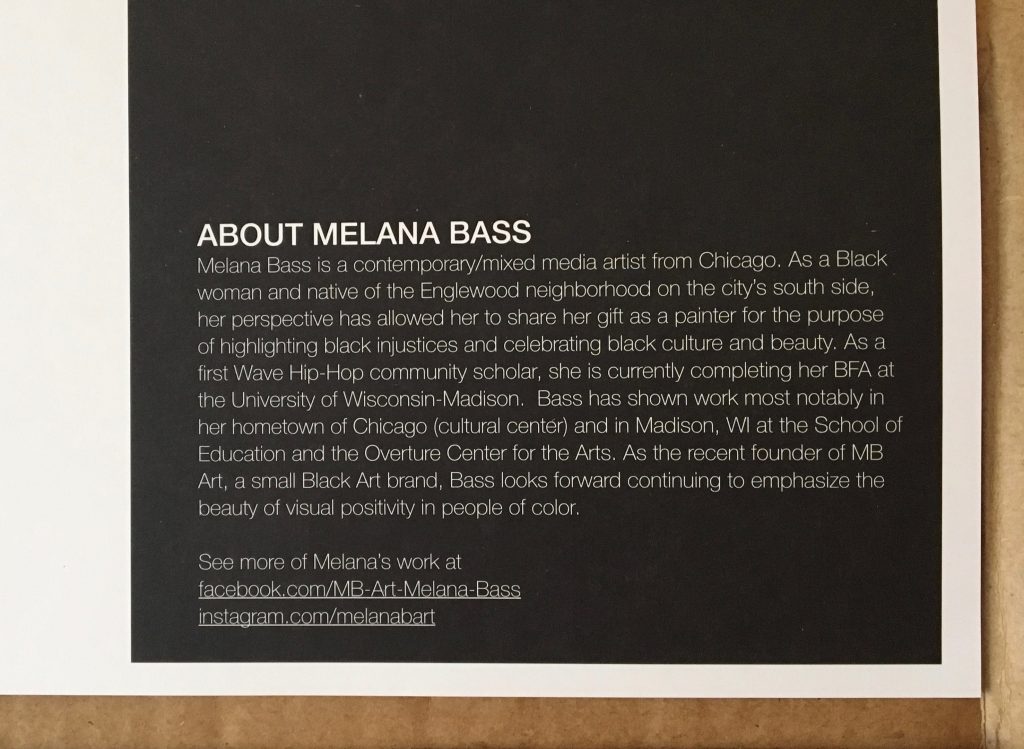 ABOUT MELANA BASS
Melana Bass is a contemporary/mixed media artist from Chicago. As a Black
woman and native of the Englewood neighborhood on the city's south side,
her perspective has allowed her to share her gift as a painter for the purpose
of highlighting black injustices and celebrating black culture and beauty. As a
first Wave Hip-Hop community scholar, she is currently completing her BFA at
the University of Wisconsin-Madison.  Bass has shown work most notably in
her hometown of Chicago (cultural center) and in Madison, WI at the School of
Education and the Overture Center for the Arts. As the recent founder of MB
Art, a small Black Art brand, Bass looks forward continuing to emphasize the
beauty of visual positivity in people of color.
See more of Melana's work at
facebook.com/MB-Art-Melana-Bass
instagram.com/melanabart